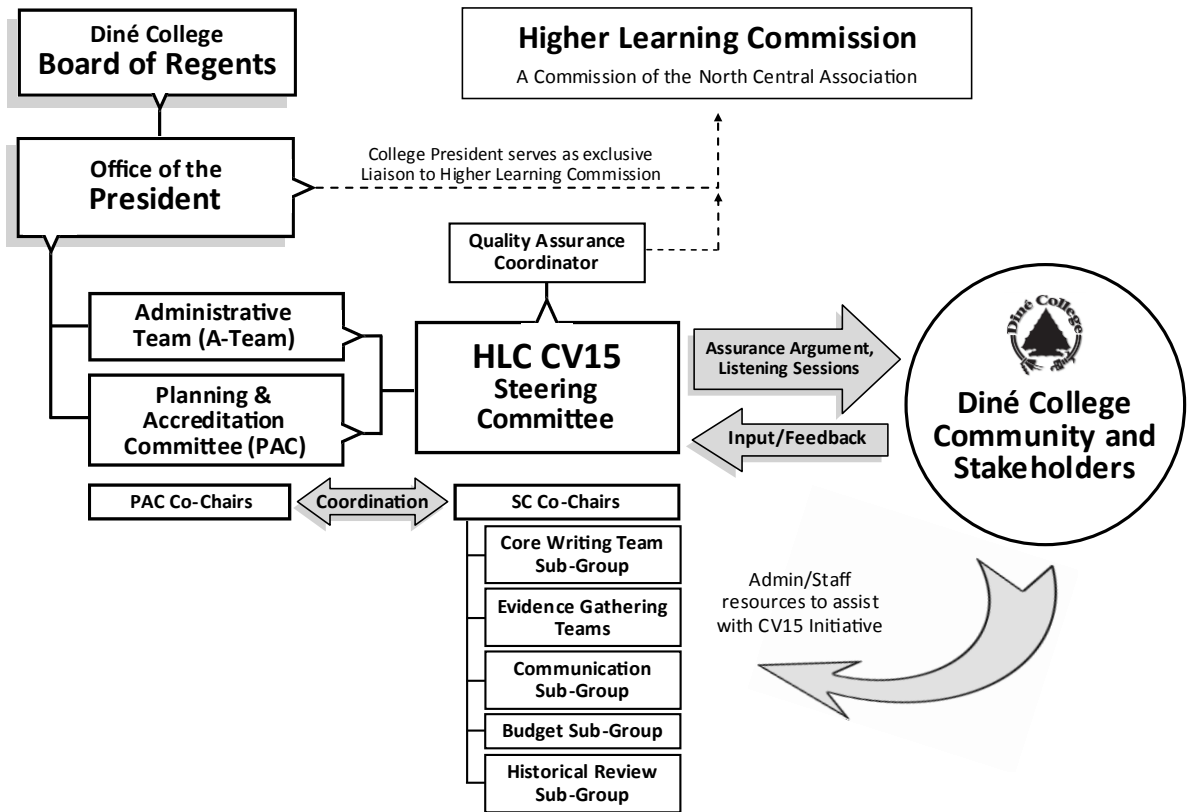 Diné College
Board of Regents
Higher Learning Commission
A Commission of the North Central Association
Office of the
President
College President serves as exclusive
Liaison to Higher Learning Commission
Quality Assurance
Coordinator
Administrative
Team (A-Team)
Planning &
Accreditation
Committee (PAC)
HLC CV15
Steering
Committee
Assurance Argument,
Listening Sessions
Input/Feedback
Diné College
Diné College
Community and
Stakeholders
PAC Co-Chairs
Coordination
SC Co-Chairs
Core Writing Team
Sub-Group
Evidence Gathering
Teams
Communication
Sub-Group
Budget Sub-Group
Historical Review
Sub-Group
Admin/Staff
resources to assist
with CV15 Initiative